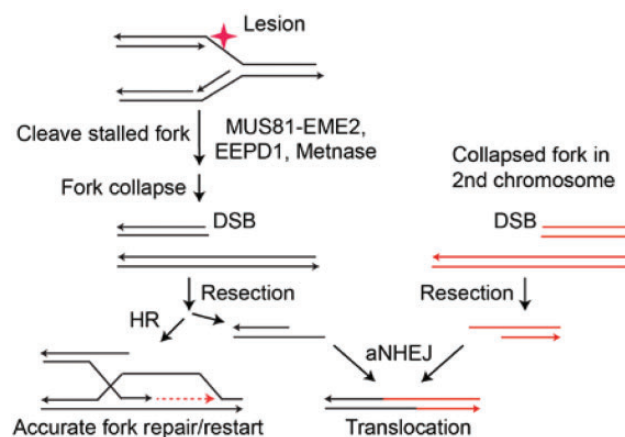 Lesion
Cleave stalled fork
MUS81-EME2,
EEPD1, Metnase
Fork collapse
Collapsed fork in
2nd chromosome
DSB
DSB
Resection
Resection
HR
aNHEJ
Accurate fork repair/restart
Translocation